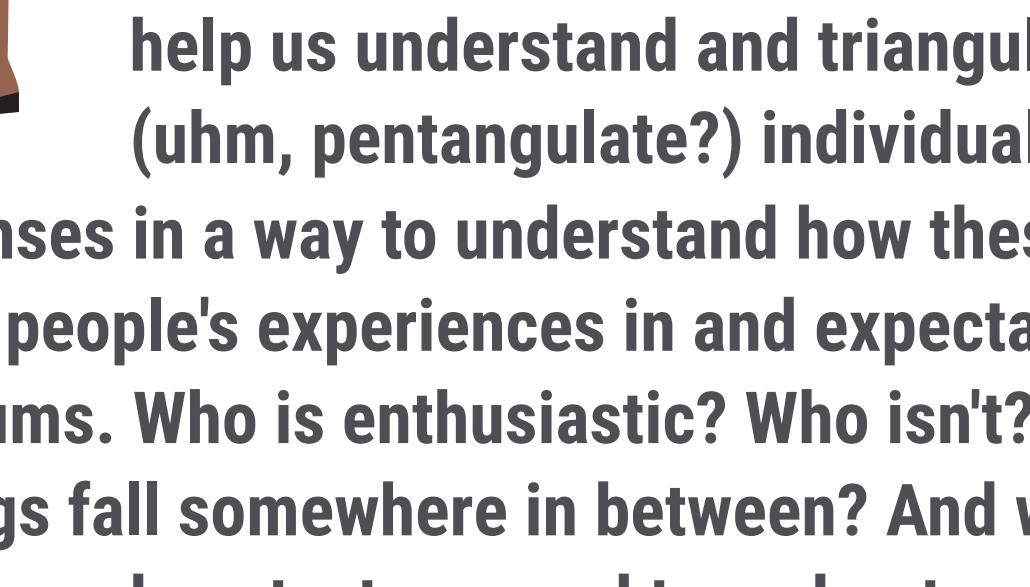 help us understand and triangul
(uhm, pentangulate?) individual
nses in a way to understand how thes
people's experiences in and expecta
ums. Who is enthusiastic? Who isn't?
gs fall somewhere in between? And